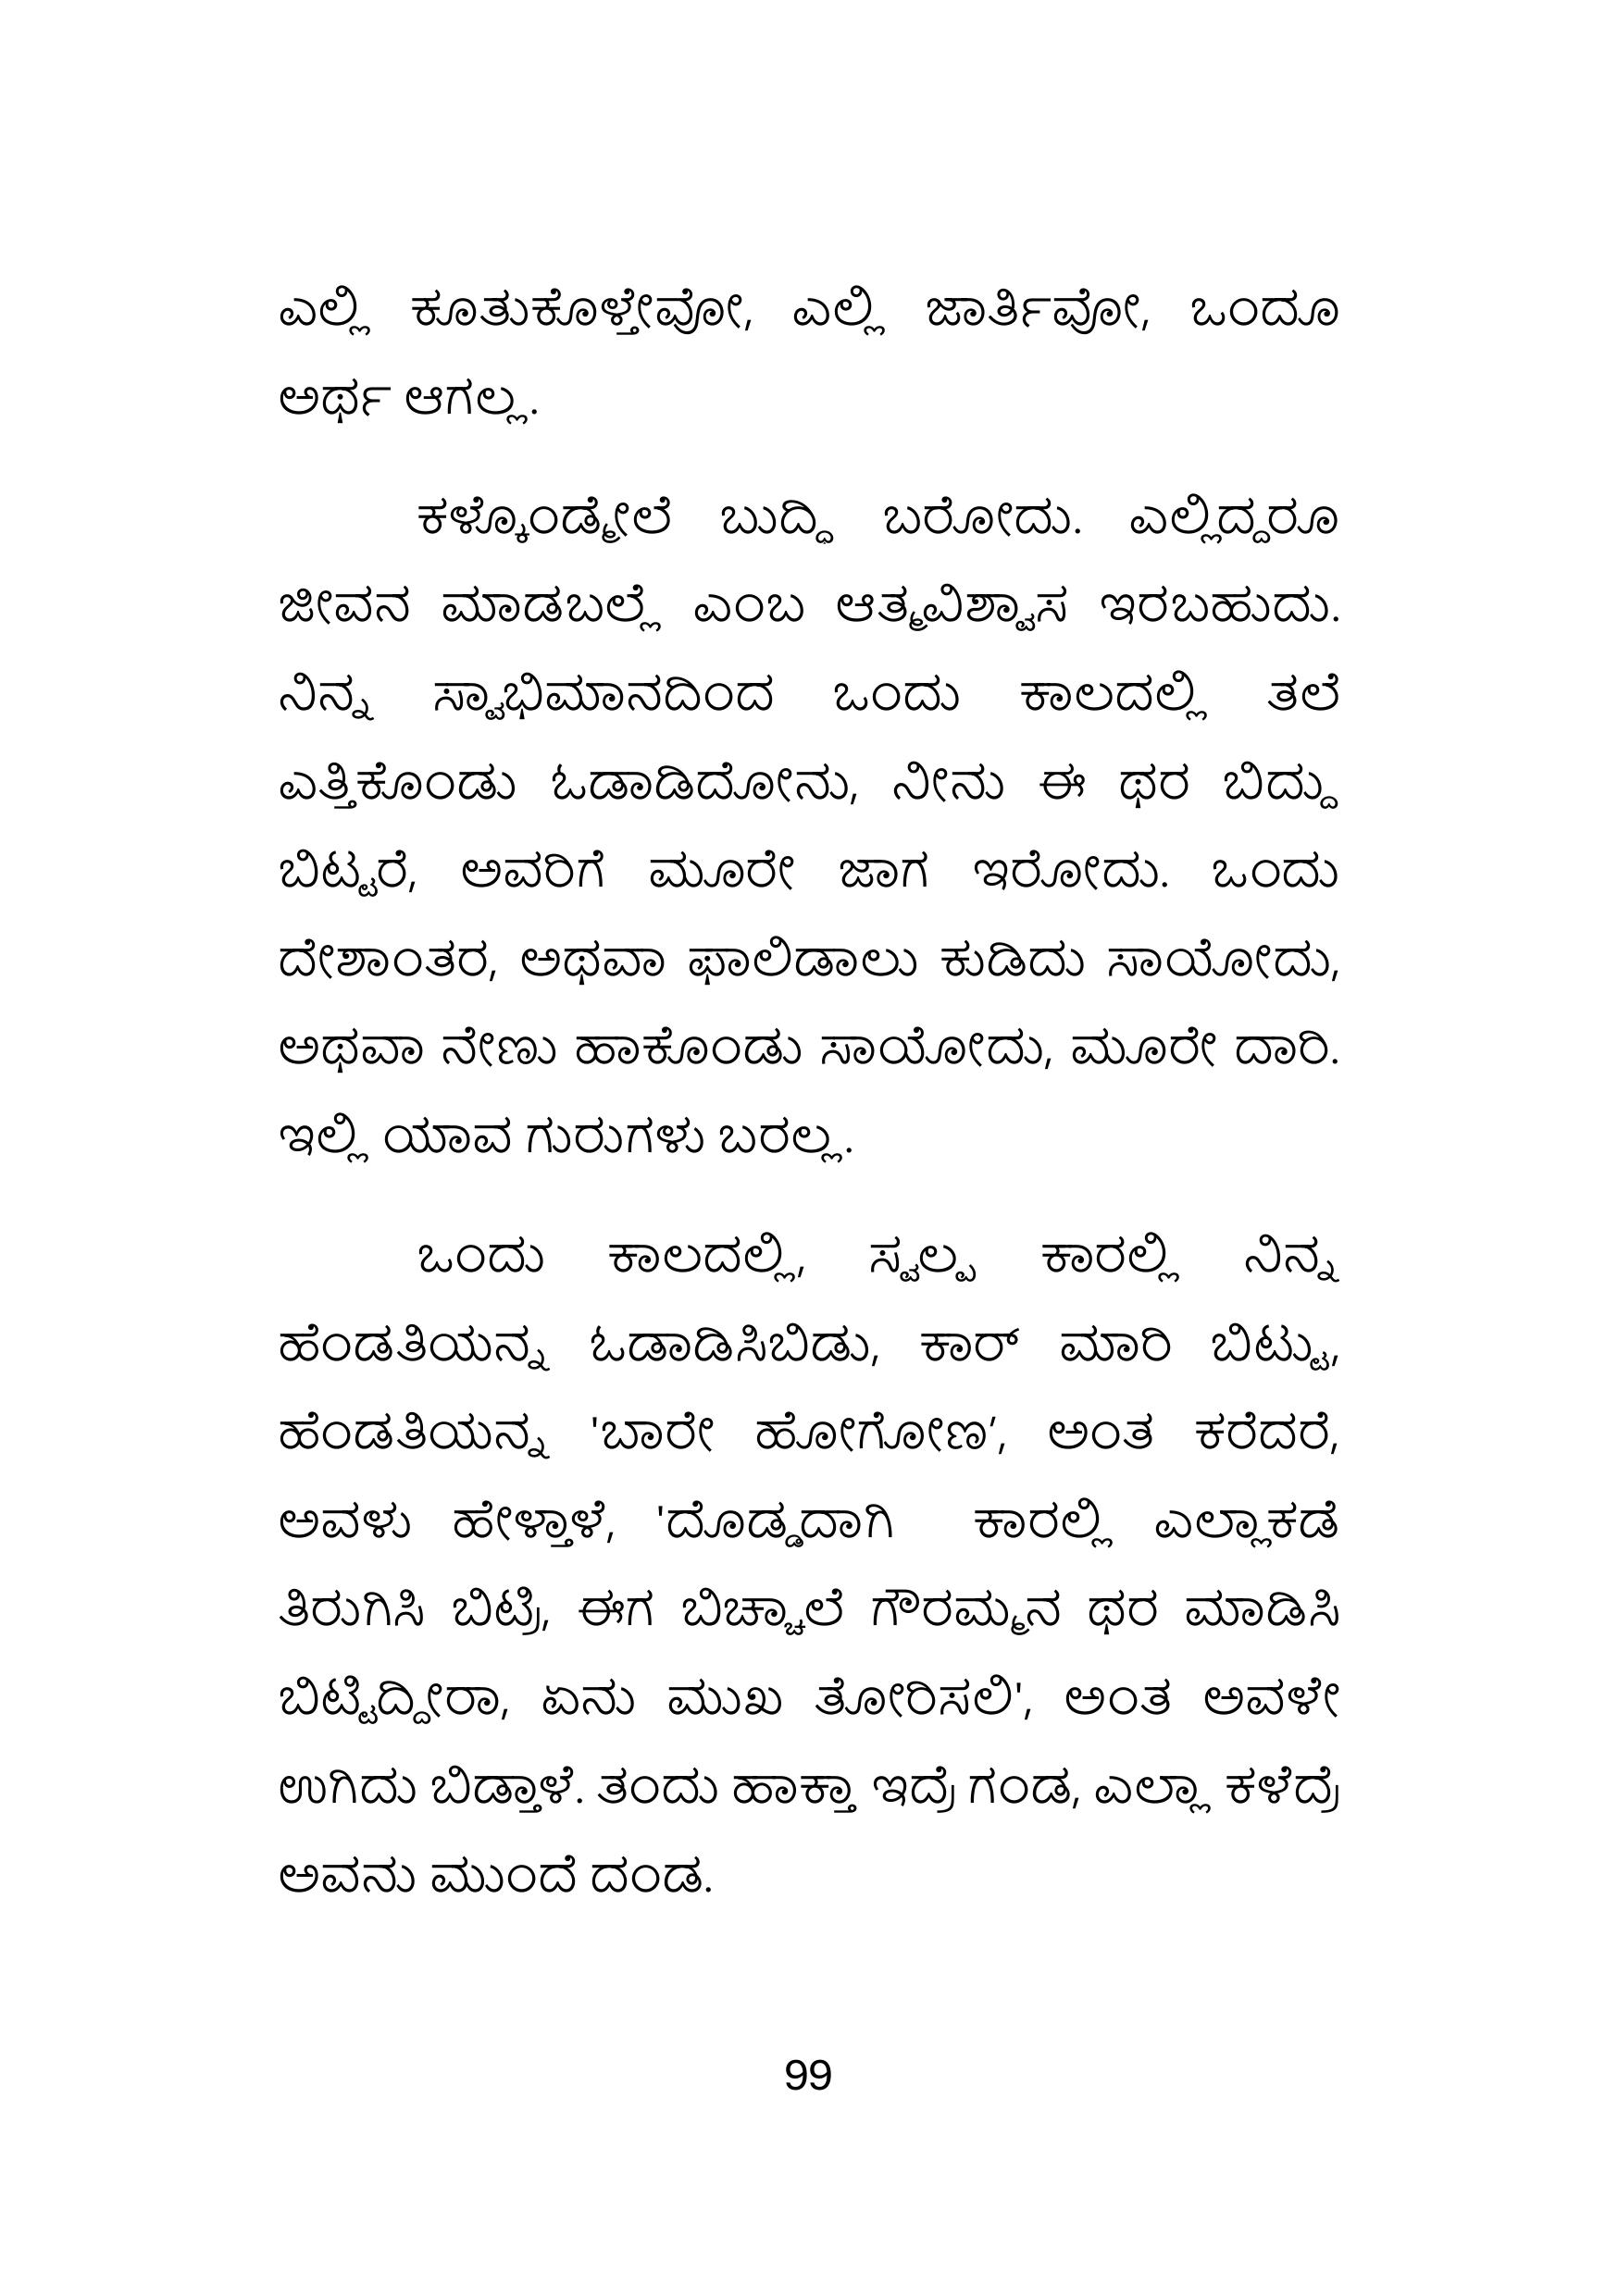 ಎಲ್ಲಿ ಕೂತುಕೊಳ್ತೇವೋ, ಎಲ್ಲಿ ಜಾರ್ತಿವೋ, ಒಂದೂ
ಅರ್ಥ ಆಗಲ್ಲ.
ಕಳ್ಕೊಂಡ್ಮೇಲೆ ಬುದ್ಧಿ ಬರೋದು. ಎಲ್ಲಿದ್ದರೂ
ಜೀವನ ಮಾಡಬಲ್ಲೆ ಎಂಬ ಆತ್ಮವಿಶ್ವಾಸ ಇರಬಹುದು.
ನಿನ್ನ ಸ್ವಾಭಿಮಾನದಿಂದ ಒಂದು ಕಾಲದಲ್ಲಿ ತಲೆ
ಎತ್ತಿಕೊಂಡು ಓಡಾಡಿದೋನು, ನೀನು ಈ ಥರ ಬಿದ್ದು
ಬಿಟ್ಟರೆ, ಅವರಿಗೆ ಮೂರೇ ಜಾಗ ಇರೋದು. ಒಂದು
ದೇಶಾಂತರ, ಅಥವಾ ಫಾಲಿಡಾಲು ಕುಡಿದು ಸಾಯೋದು,
ಅಥವಾ ನೇಣು ಹಾಕೊಂಡು ಸಾಯೋದು, ಮೂರೇ ದಾರಿ.
ಇಲ್ಲಿ ಯಾವ ಗುರುಗಳು ಬರಲ್ಲ.
ಒಂದು ಕಾಲದಲ್ಲಿ, ಸ್ವಲ್ಪ ಕಾರಲ್ಲಿ ನಿನ್ನ
ಹೆಂಡತಿಯನ್ನ ಓಡಾಡಿಸಿಬಿಡು, ಕಾರ್ ಮಾರಿ ಬಿಟ್ಟು,
ಹೆಂಡತಿಯನ್ನ 'ಬಾರೇ ಹೋಗೋಣ’, ಅಂತ ಕರೆದರೆ,
ಅವಳು ಹೇಳ್ತಾಳೆ, 'ದೊಡ್ಡದಾಗಿ ಕಾರಲ್ಲಿ ಎಲ್ಲಾಕಡೆ
ತಿರುಗಿಸಿ ಬಿಟ್ರಿ, ಈಗ ಬಿಚ್ಚಾಲೆ ಗೌರಮ್ಮನ ಥರ ಮಾಡಿಸಿ
ಬಿಟ್ಟಿದ್ದೀರಾ, ಏನು ಮುಖ ತೋರಿಸಲಿ', ಅಂತ ಅವಳೇ
ಉಗಿದು ಬಿಡ್ತಾಳೆ. ತಂದು ಹಾಕ್ತಾ ಇದ್ರೆ ಗಂಡ, ಎಲ್ಲಾ ಕಳೆದ್ರೆ
ಅವನು ಮುಂದೆ ದಂಡ.
99